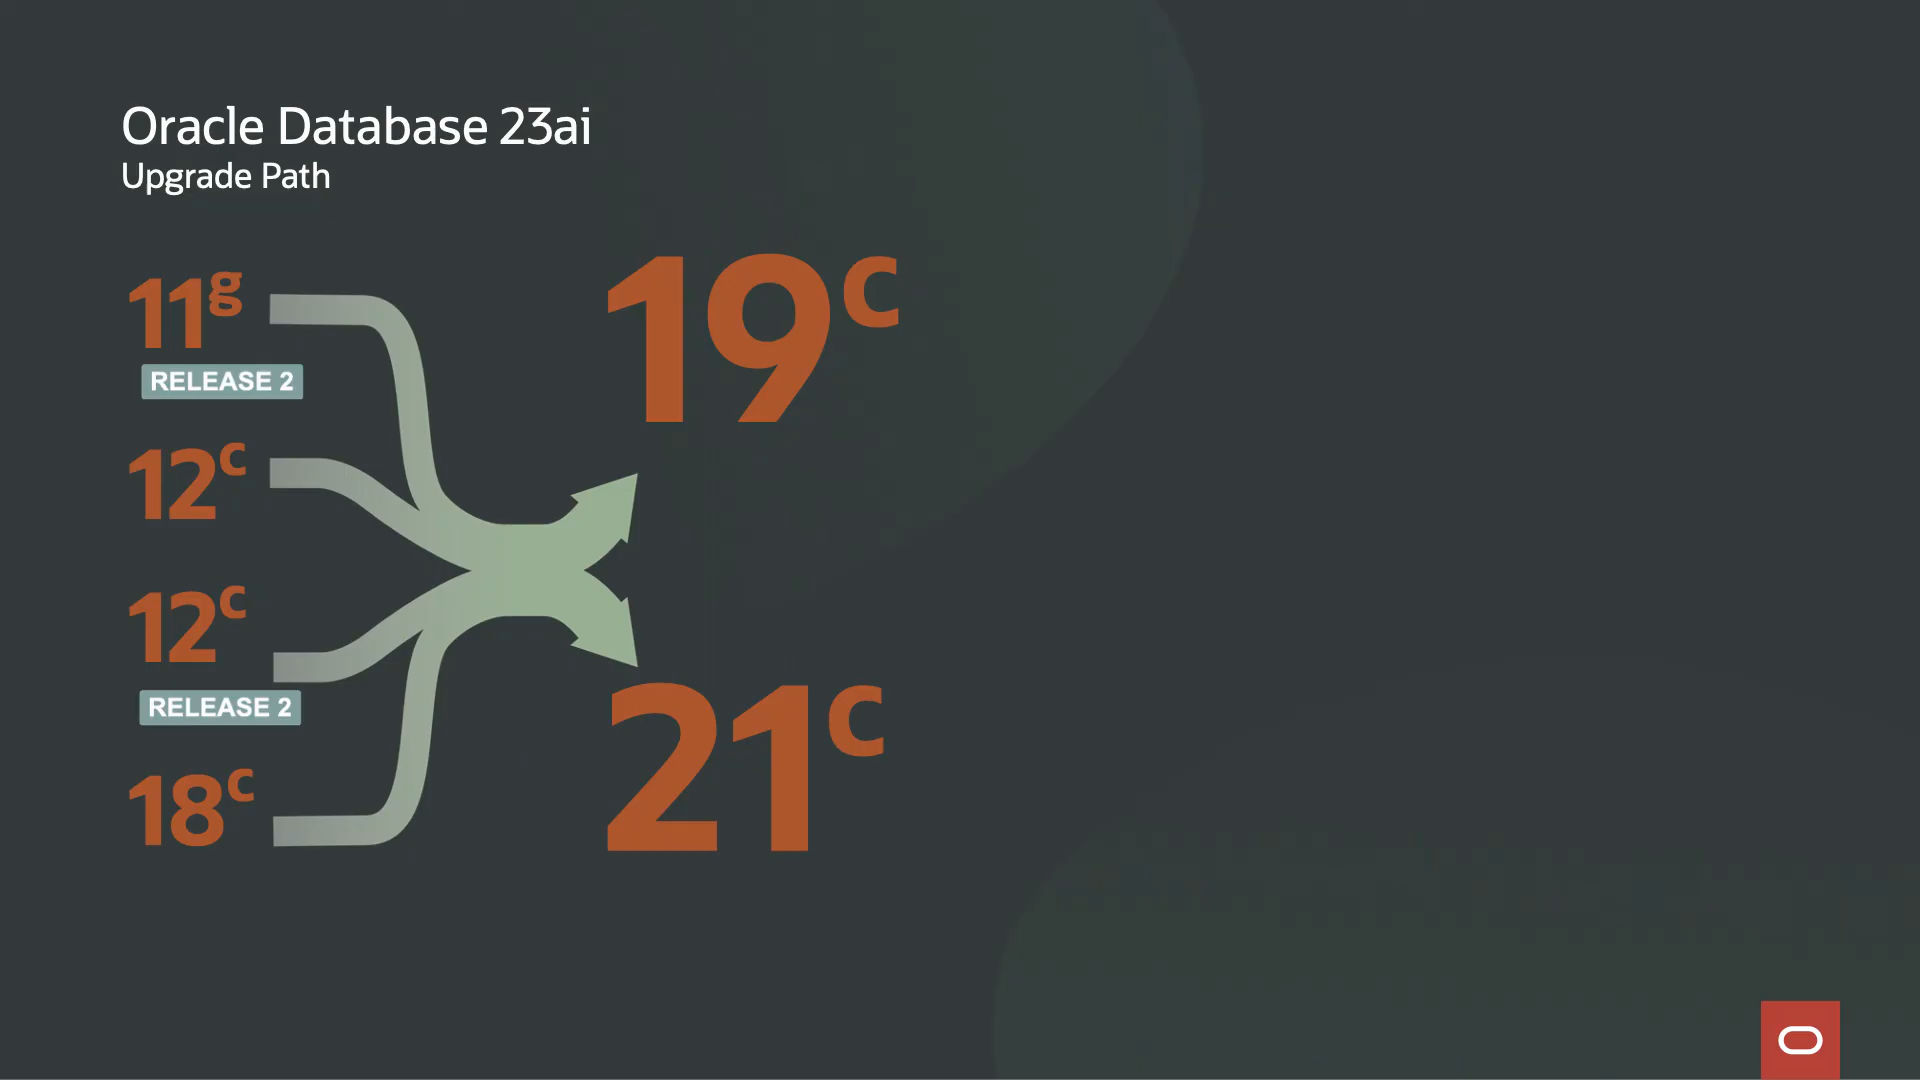 Oracle Database 23ai
Upgrade Path
11g
RELEASE 2
12c
12c
RELEASE 2
18c
19c
21c